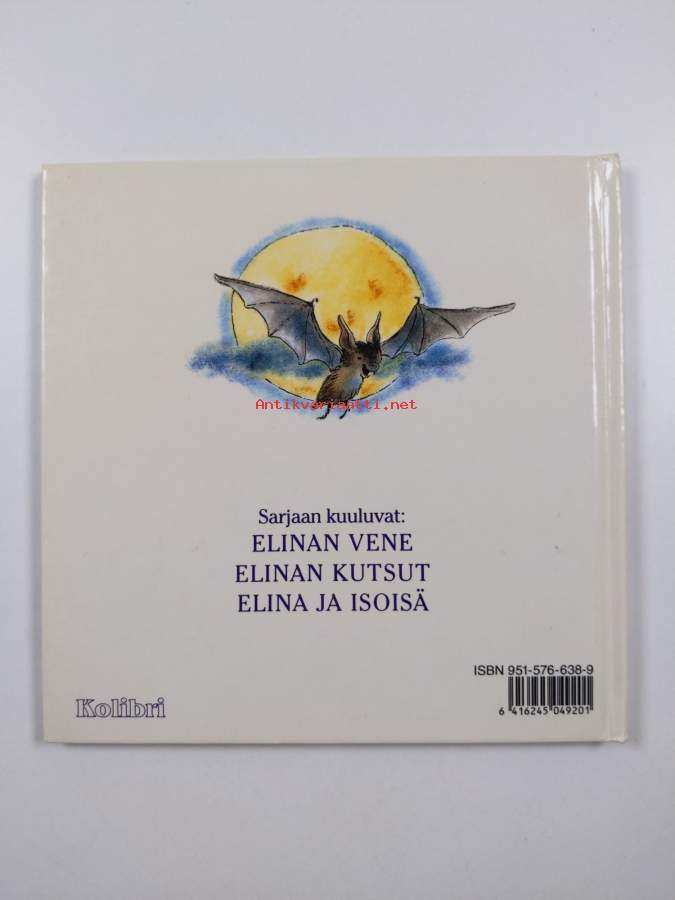 Antikvariaatti.net
Sarjaan kuuluvat:
ELINAN VENE
ELINAN KUTSUT
ELINA JA ISOISÄ
ISBN 951-576-638-9
Kolibri
6 416245 049201